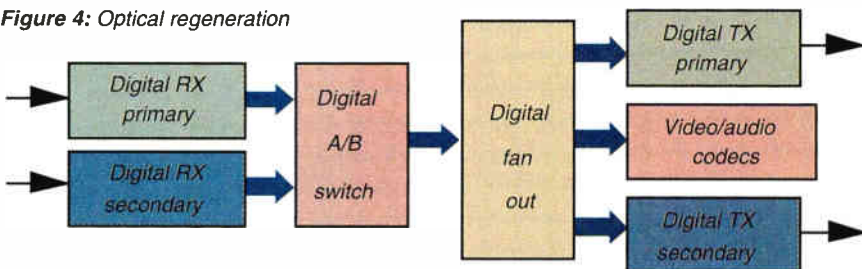 Figure 4: Optical regeneration
Digital RX
primary
Digital RX
secondary
Digital
A/B
switch
Digital
fan
out
Digital TX
primary
Video/audio
codecs
Digital TX
secondary